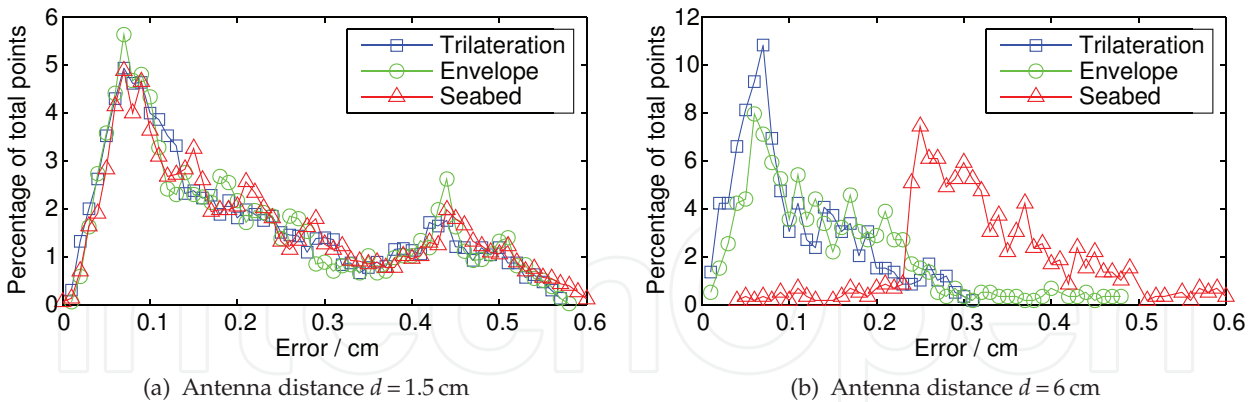 Percentage of total points
6
5
4
3
2
1
0
0 0.1 0.2 0.3 0.4 0.5 0.6
Error / cm
Trilateration
Envelope
Seabed
(a) Antenna distance d = 1.5 cm
Percentage of total points
12
10
8
6
4
2
0
0 0.1 0.2 0.3 0.4 0.5 0.6
Error / cm
Trilateration
Envelope
Seabed
(b) Antenna distance d = 6 cm
intechopen